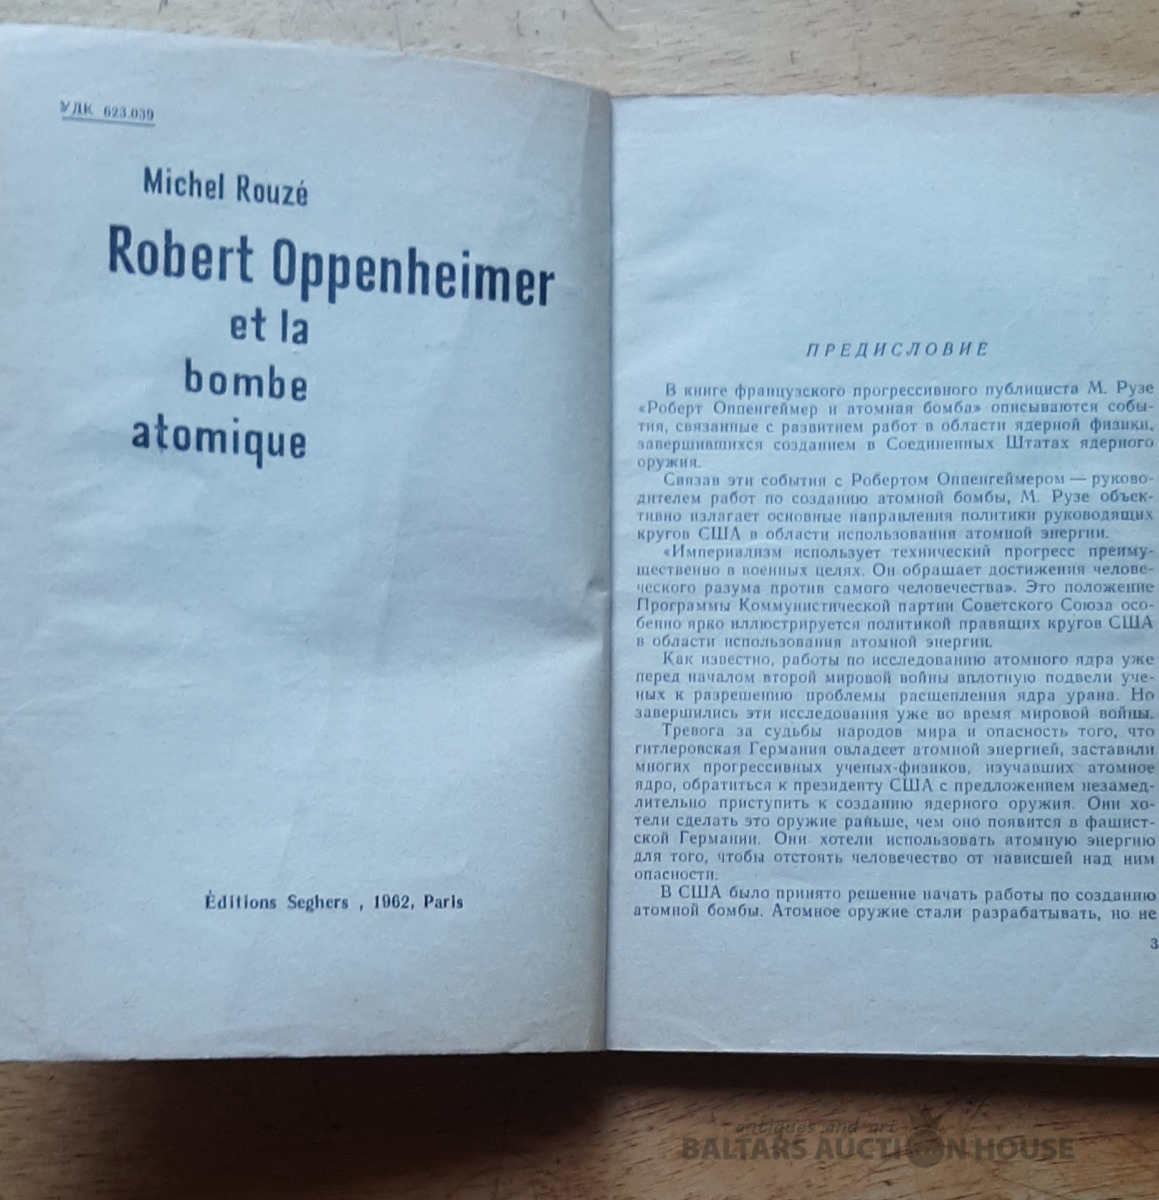 УДК 623.039
Michel Rouzé
Robert Oppenheimer
et la
bombe
atomique
Éditions Seghers , 1962, Paris
ПРЕДИСЛОВИЕ
В книге французского прогрессивного публициста М. Рузе
«Роберт Оппенгеймер и атомная бомба» описываются собы-
тия, связанные с развитием работ в области ядерной физики,
завершившихся созданием в Соединенных Штатах ядерного
оружия.
Связав эти события с Робертом Оппенгеймером — руково-
дителем работ по созданию атомной бомбы, М. Рузе объек-
тивно излагает основные направления политики руководящих
кругов США в области использования атомной энергии.
«Империализм использует технический прогресс преиму-
щественно в военных целях. Он обращает достижения челове-
ческого разума против самого человечества». Это положение
Программы Коммунистической партии Советского Союза осо-
бенно ярко иллюстрируется политикой правящих кругов США
в области использования атомной энергии.
Как известно, работы по исследованию атомного ядра уже
перед началом второй мировой войны вплотную подвели уче-
ных к разрешению проблемы расщепления ядра урана. Но
завершились эти исследования уже во время мировой войны.
Тревога за судьбы народов мира и опасность того, что
гитлеровская Германия овладеет атомной энергией, заставили
многих прогрессивных ученых-физиков, изучавших атомное
ядро, обратиться к президенту США с предложением незамед-
лительно приступить к созданию ядерного оружия. Они хо-
тели сделать это оружие раньше, чем оно появится в фашист-
ской Германии. Они хотели использовать атомную энергию
для того, чтобы отстоять человечество от нависшей над ним
опасности.
В США было принято решение начать работы по созданию
атомной бомбы. Атомное оружие стали разрабатывать, но не
3
antiques and art
BALTARS AUCTION HOUSE